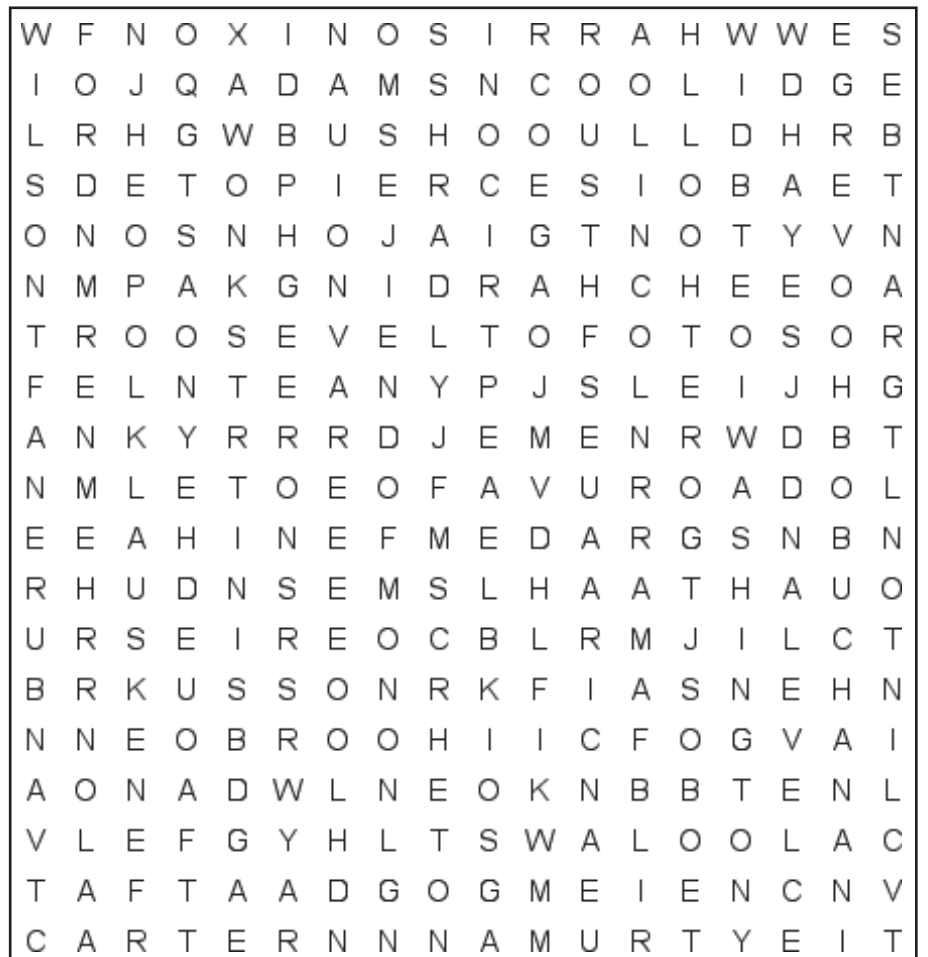 W F N O X I N O S I R R A H W W E S
I O J Q A D A M S N C O O L I D G E
L R H G W B U S H O O U L L D H R B
S D E T O P I E R C E S I O B A E T
O N O S N H O J A I G T N O T Y V N
N M P A K G N I D R A H C H E E O A
T R O O S E V E L T O F O T O S O R
F E L N T E A N Y P J S L E I J H G
A N K Y R R R D J E M E N R W D B T
N M L E T O E O F A V U R O A D O L
E E A H I N E F M E D A R G S N B N
R H U D N S E M S L H A A T H A U O
U R S E I R E O C B L R M J I L C T
B R K U S S O N R K F I A S N E H N
N N E O B R O O H I I C F O G V A I
A O N A D W L N E O K N B B T E N L
V L E F G Y H L T S W A L O O L A C
T A F T A A D G O G M E I E N C N V
C A R T E R N N N A M U R T Y E I T